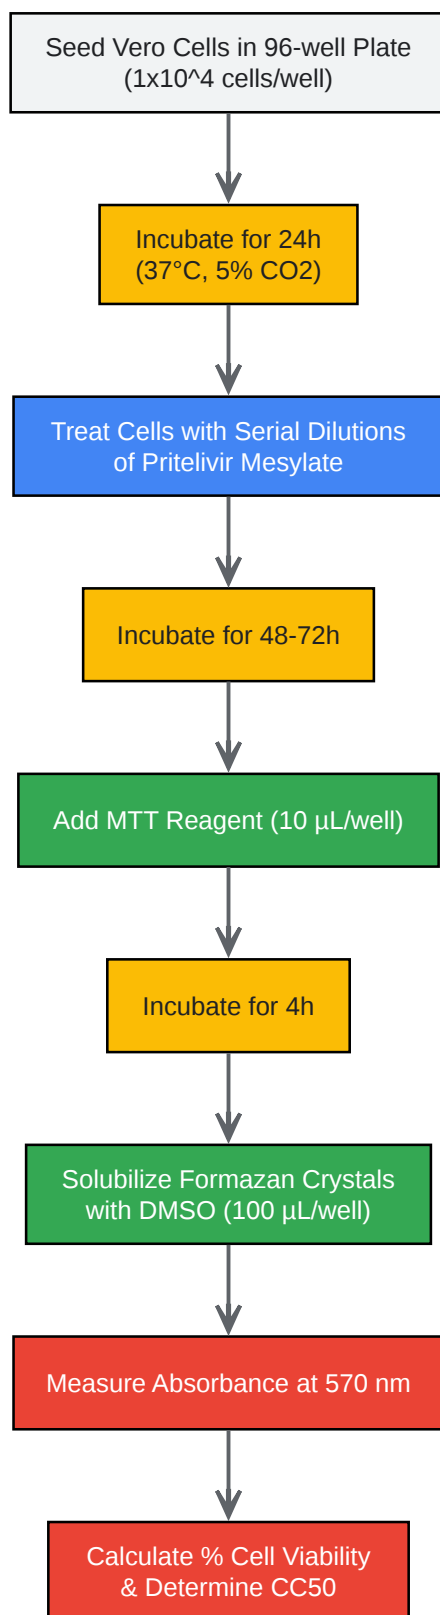 Seed Vero Cells in 96-well Plate
(1x10^4 cells/well)
Incubate for 24h
(37°C, 5% CO2)
Treat Cells with Serial Dilutions
of Pritelivir Mesylate
Incubate for 48-72h
Add MTT Reagent (10 µL/well)
Incubate for 4h
Solubilize Formazan Crystals
with DMSO (100 µL/well)
Measure Absorbance at 570 nm
Calculate % Cell Viability
& Determine CC50